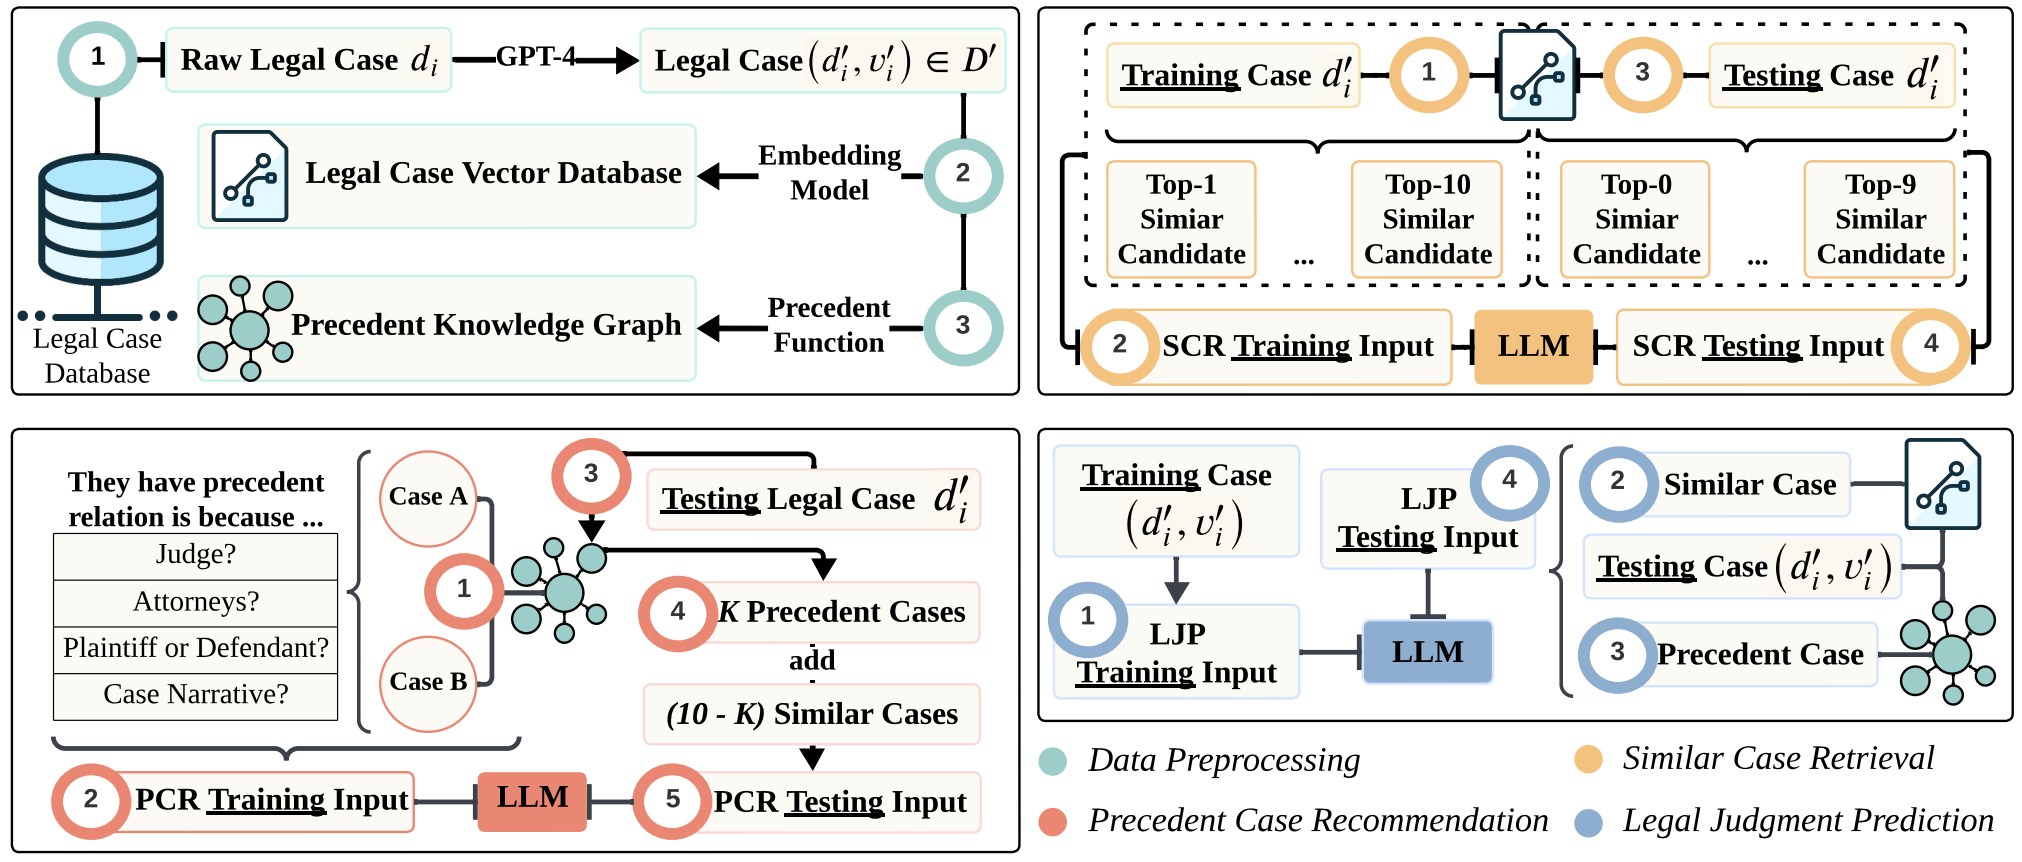 1
Raw Legal Case d_i
GPT-4
Legal Case (d'_i, v'_i) ∈ D'
Legal Case Vector Database
Embedding
Model
2
Precedent Knowledge Graph
Precedent
Function
3
Legal Case
Database
Training Case d'_i
1
3
Testing Case d'_i
Top-1
Simiar
Candidate
...
Top-10
Similar
Candidate
Top-0
Simiar
Candidate
...
Top-9
Similar
Candidate
2
SCR Training Input
LLM
SCR Testing Input
4
They have precedent
relation is because ...
Judge?
Attorneys?
Plaintiff or Defendant?
Case Narrative?
Case A
1
Case B
3
Testing Legal Case d'_i
4
K Precedent Cases
add
(10 - K) Similar Cases
2
PCR Training Input
LLM
5
PCR Testing Input
Training Case
(d'_i, v'_i)
1
LJP
Training Input
4
LJP
Testing Input
LLM
2
Similar Case
Testing Case (d'_i, v'_i)
3
Precedent Case
Data Preprocessing
Similar Case Retrieval
Precedent Case Recommendation
Legal Judgment Prediction